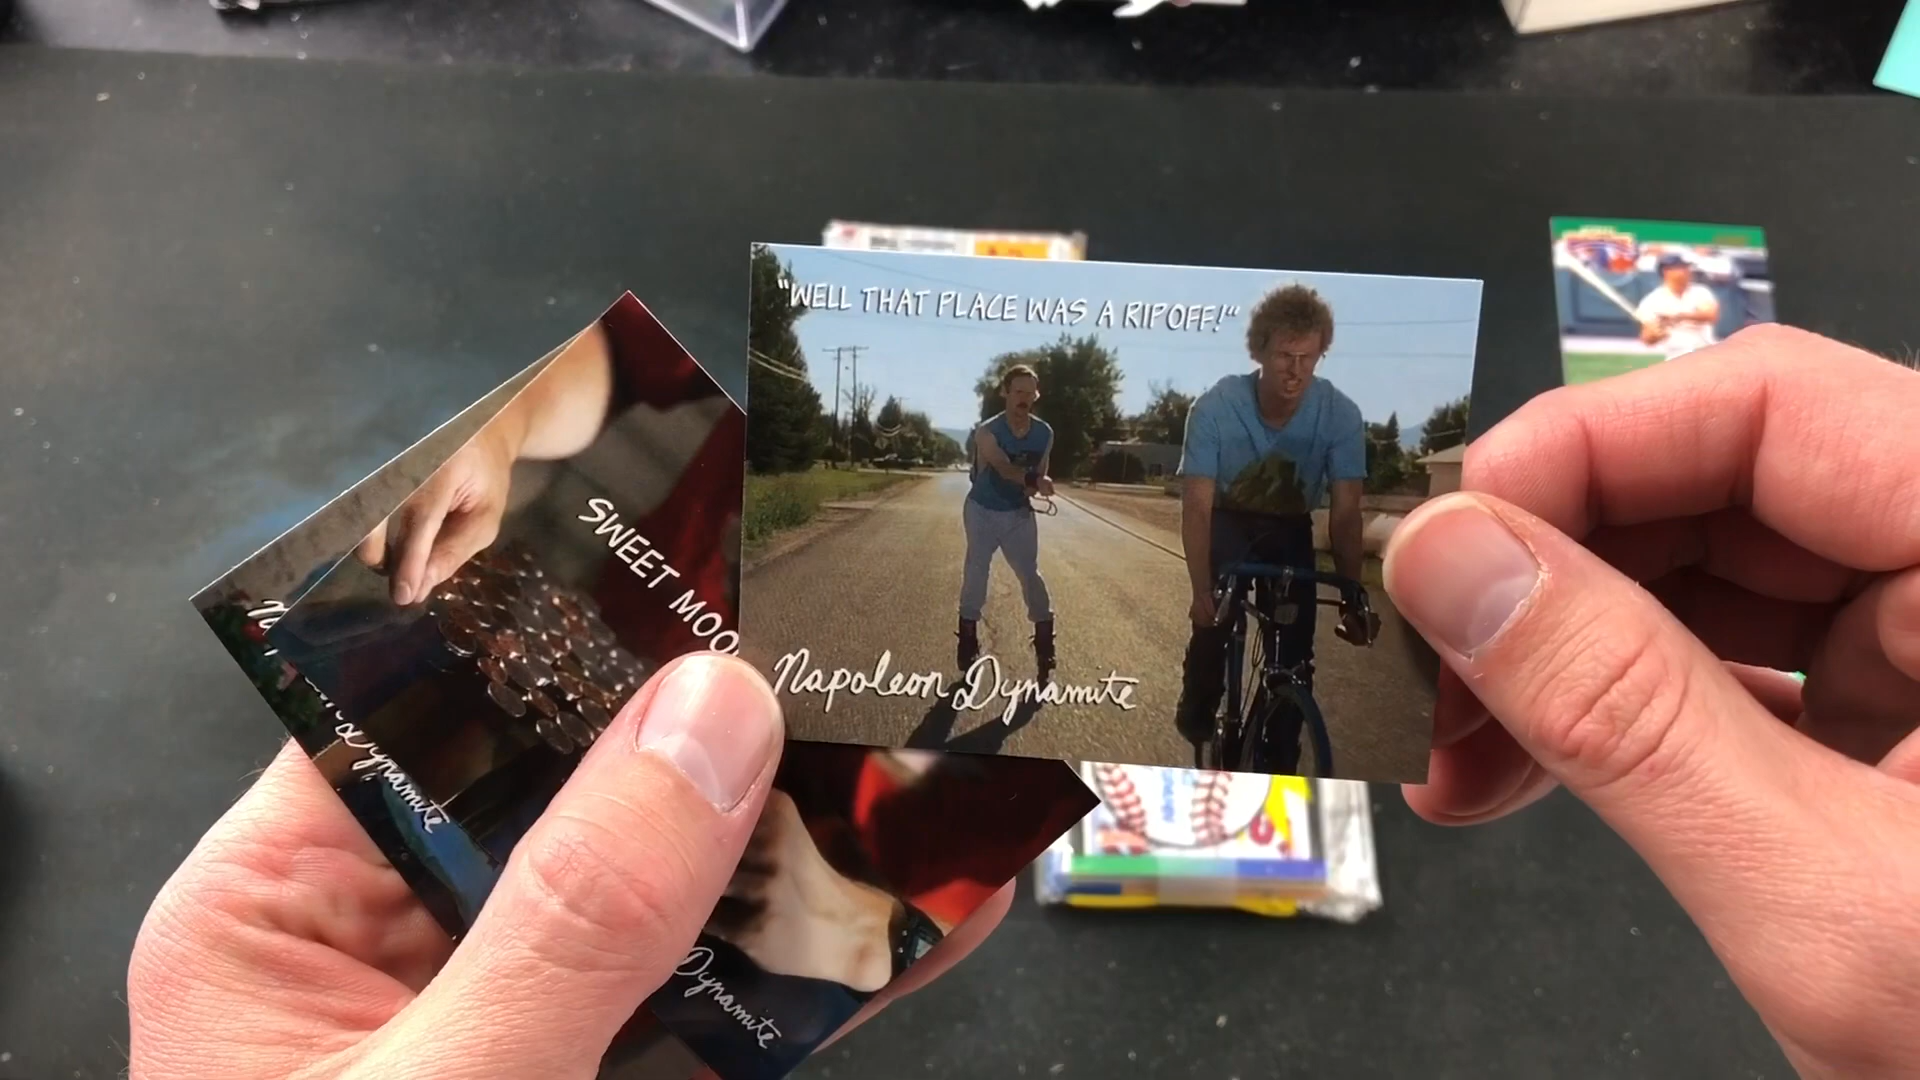 "WELL THAT PLACE WAS A RIPOFF!"
Napoleon Dynamite
SWEET MOO
Dynamite
Dynamite